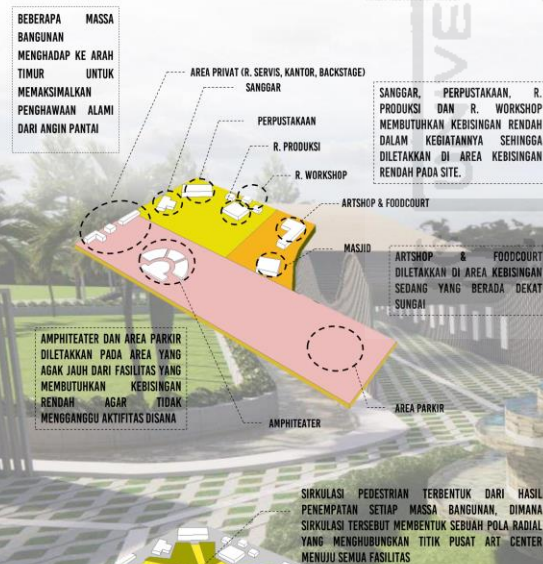 BEBERAPA MASSA
BANGUNAN
MENGHADAP KE ARAH
TIMUR UNTUK
MEMAKSIMALKAN
PENGHAWAAN ALAMI
DARI ANGIN PANTAI
AREA PRIVAT (R. SERVIS, KANTOR, BACKSTAGE)
SANGGAR
PERPUSTAKAAN
R. PRODUKSI
R. WORKSHOP
SANGGAR, PERPUSTAKAAN, R.
PRODUKSI DAN R. WORKSHOP
MEMBUTUHKAN KEBISINGAN RENDAH
DALAM KEGIATANNYA SEHINGGA
DILETAKKAN DI AREA KEBISINGAN
RENDAH PADA SITE.
ARTSHOP & FOODCOURT
MASJID
ARTSHOP & FOODCOURT
DILETAKKAN DI AREA KEBISINGAN
SEDANG YANG BERADA DEKAT
SUNGAI
AMPHITEATER DAN AREA PARKIR
DILETAKKAN PADA AREA YANG
AGAK JAUH DARI FASILITAS YANG
MEMBUTUHKAN KEBISINGAN
RENDAH AGAR TIDAK
MENGGANGGU AKTIFITAS DISANA
AREA PARKIR
AMPHITEATER
SIRKULASI PEDESTRIAN TERBENTUK DARI HASIL
PENEMPATAN SETIAP MASSA BANGUNAN, DIMANA
SIRKULASI TERSEBUT MEMBENTUK SEBUAH POLA RADIAL
YANG MENGHUBUNGKAN TITIK PUSAT ART CENTER
MENUJU SEMUA FASILITAS